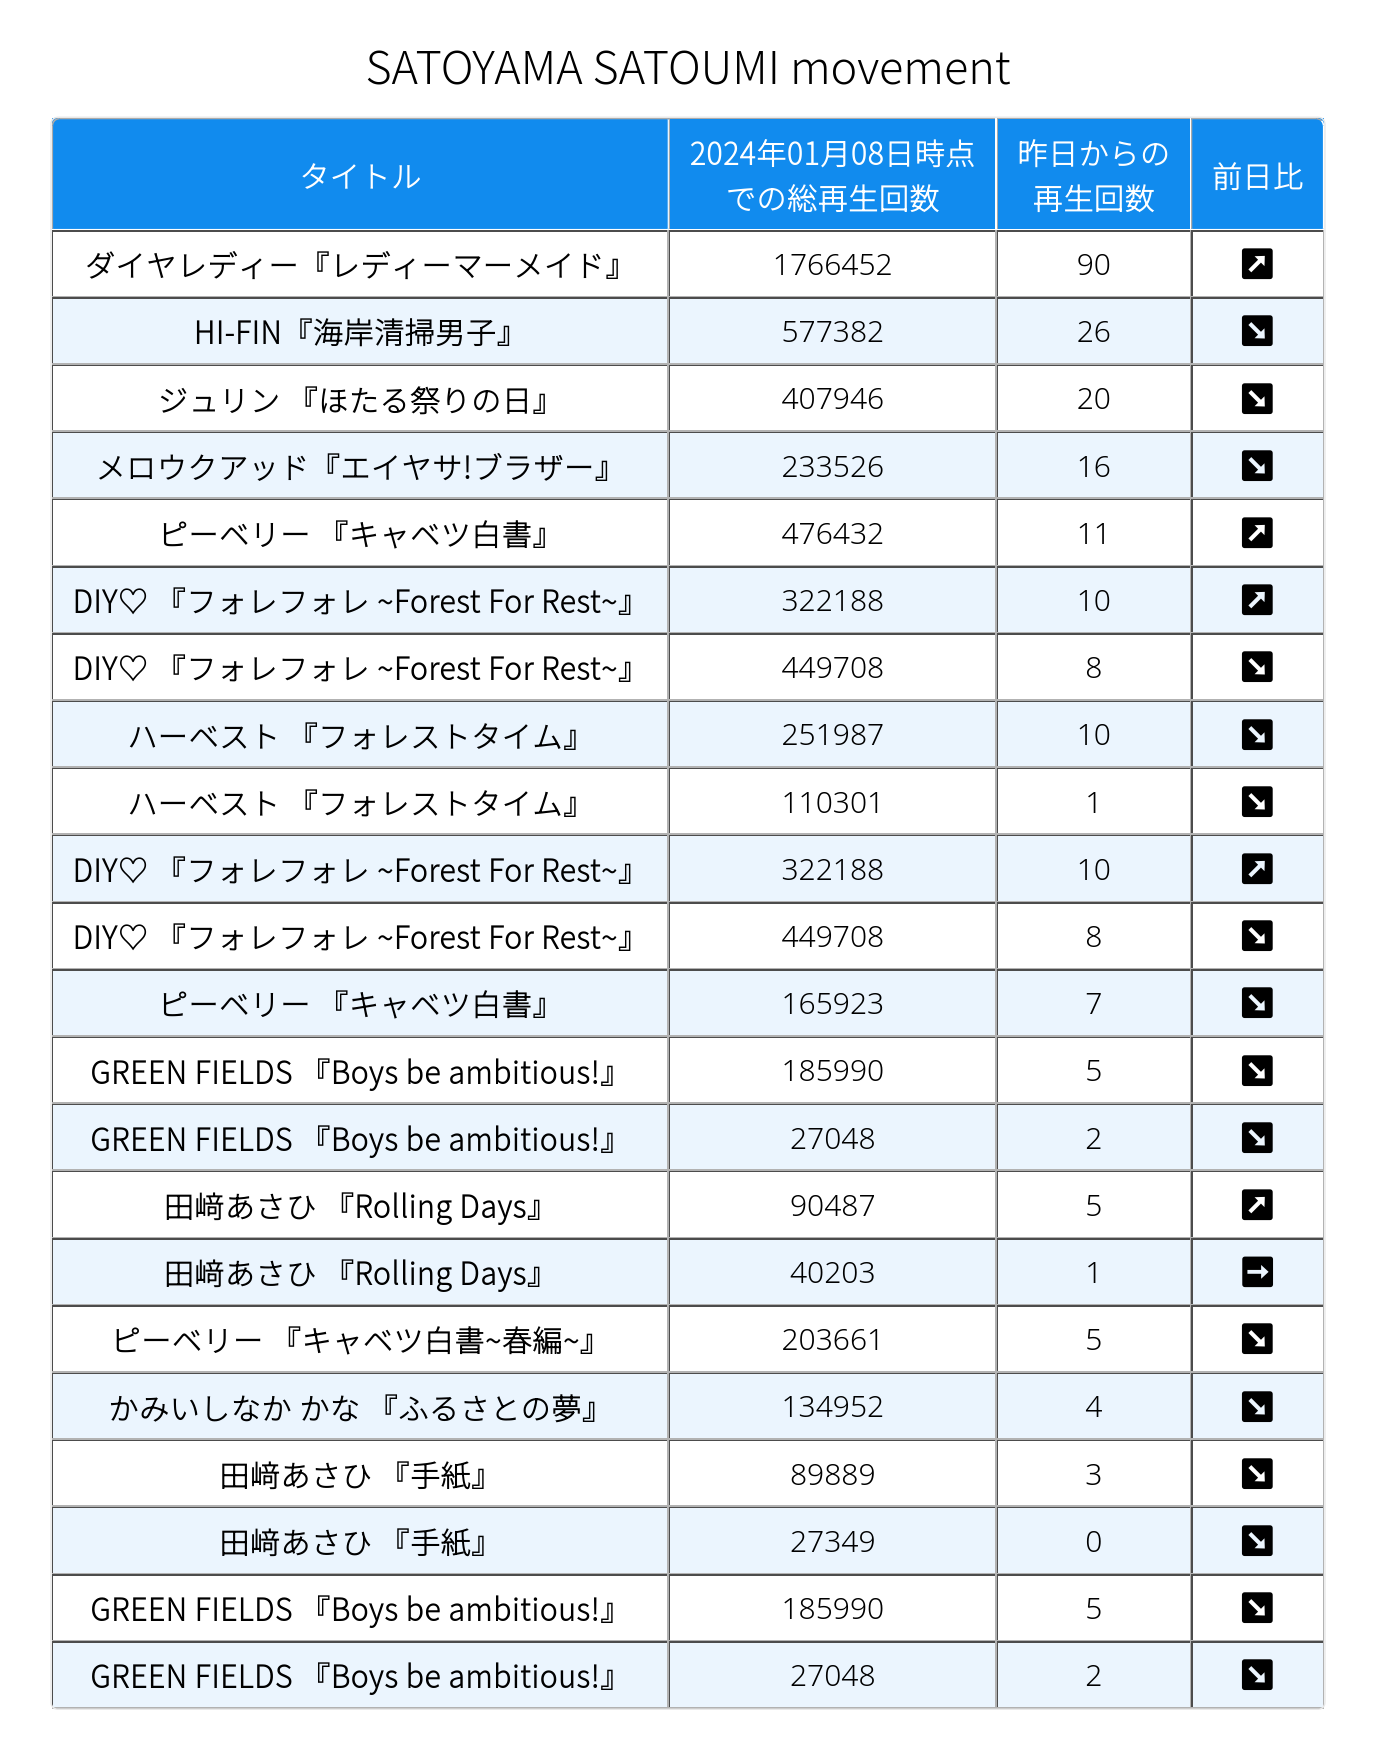 SATOYAMA SATOUMI movement
タイトル 2024年01月08日時点での総再生回数 昨日からの再生回数 前日比
ダイヤレディー『レディーマーメイド』 1766452 90 ↗
HI-FIN『海岸清掃男子』 577382 26 ↘
ジュリン 『ほたる祭りの日』 407946 20 ↘
メロウクアッド『エイヤサ!ブラザー』 233526 16 ↘
ピーベリー 『キャベツ白書』 476432 11 ↗
DIY♡ 『フォレフォレ ~Forest For Rest~』 322188 10 ↗
DIY♡ 『フォレフォレ ~Forest For Rest~』 449708 8 ↘
ハーベスト 『フォレストタイム』 251987 10 ↘
ハーベスト 『フォレストタイム』 110301 1 ↘
DIY♡ 『フォレフォレ ~Forest For Rest~』 322188 10 ↗
DIY♡ 『フォレフォレ ~Forest For Rest~』 449708 8 ↘
ピーベリー 『キャベツ白書』 165923 7 ↘
GREEN FIELDS 『Boys be ambitious!』 185990 5 ↘
GREEN FIELDS 『Boys be ambitious!』 27048 2 ↘
田﨑あさひ 『Rolling Days』 90487 5 ↗
田﨑あさひ 『Rolling Days』 40203 1 →
ピーベリー 『キャベツ白書~春編~』 203661 5 ↘
かみいしなか かな 『ふるさとの夢』 134952 4 ↘
田﨑あさひ 『手紙』 89889 3 ↘
田﨑あさひ 『手紙』 27349 0 ↘
GREEN FIELDS 『Boys be ambitious!』 185990 5 ↘
GREEN FIELDS 『Boys be ambitious!』 27048 2 ↘